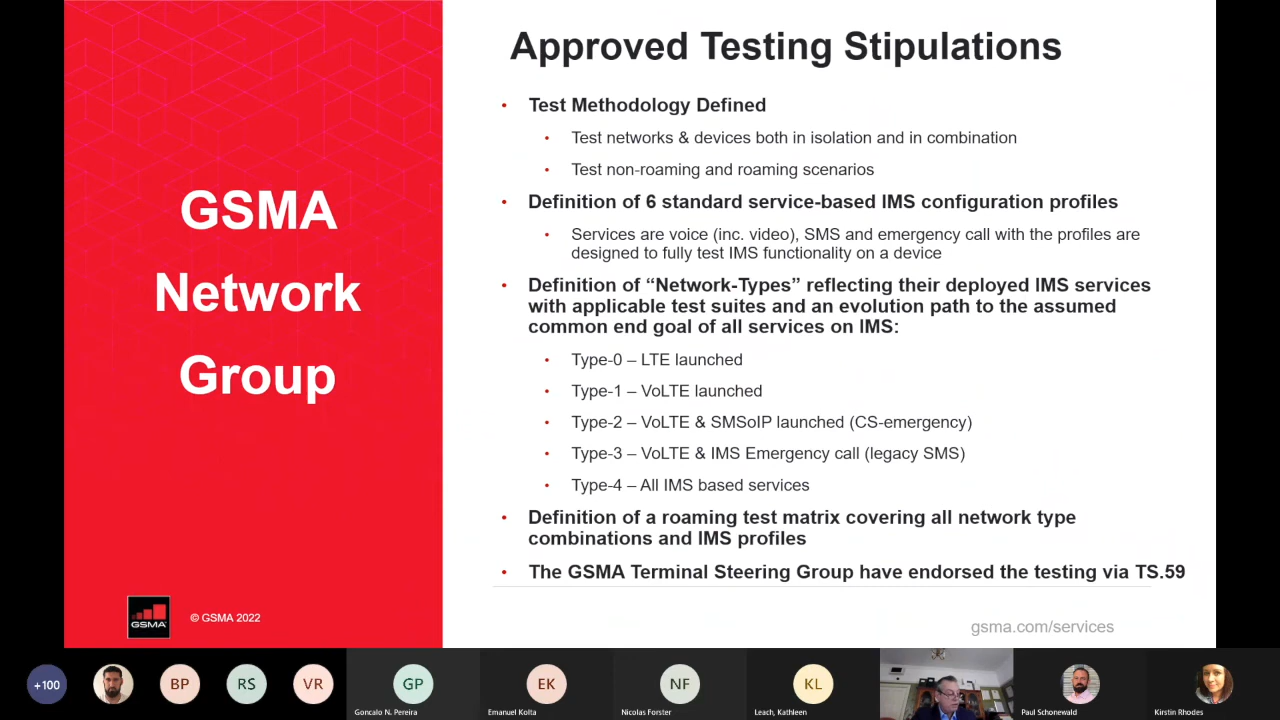 Approved Testing Stipulations
GSMA
Network
Group
• Test Methodology Defined
• Test networks & devices both in isolation and in combination
• Test non-roaming and roaming scenarios
• Definition of 6 standard service-based IMS configuration profiles
• Services are voice (inc. video), SMS and emergency call with the profiles are
designed to fully test IMS functionality on a device
• Definition of “Network-Types” reflecting their deployed IMS services
with applicable test suites and an evolution path to the assumed
common end goal of all services on IMS:
• Type-0 – LTE launched
• Type-1 – VoLTE launched
• Type-2 – VoLTE & SMSoIP launched (CS-emergency)
• Type-3 – VoLTE & IMS Emergency call (legacy SMS)
• Type-4 – All IMS based services
• Definition of a roaming test matrix covering all network type
combinations and IMS profiles
• The GSMA Terminal Steering Group have endorsed the testing via TS.59
GSMA
© GSMA 2022
gsma.com/services
+100
BP
RS
VR
GP
EK
NF
KL
Goncalo N. Pereira
Emanuel Kolta
Nicolas Forster
Leach, Kathleen
Paul Schonewald
Kirstin Rhodes